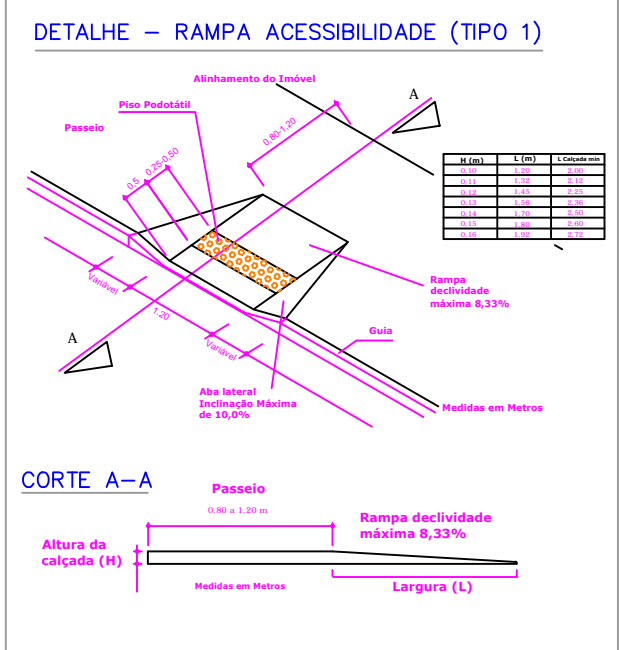 DETALHE – RAMPA ACESSIBILIDADE (TIPO 1)
Alinhamento do Imóvel
A
Piso Podotátil
Passeio
0,80-1,20
0,25-0,50
0,5
H (m) L (m) L Calçada min
0,10 1,20 2,00
0,11 1,32 2,12
0,12 1,45 2,25
0,13 1,56 2,36
0,14 1,70 2,50
0,15 1,80 2,60
0,16 1,92 2,72
Rampa
declividade
máxima 8,33%
Variável
1,20
Variável
Guia
A
Aba lateral
Inclinação Máxima
de 10,0%
Medidas em Metros
CORTE A–A
Passeio
0,80 a 1,20 m
Rampa declividade
máxima 8,33%
Altura da
calçada (H)
Medidas em Metros
Largura (L)